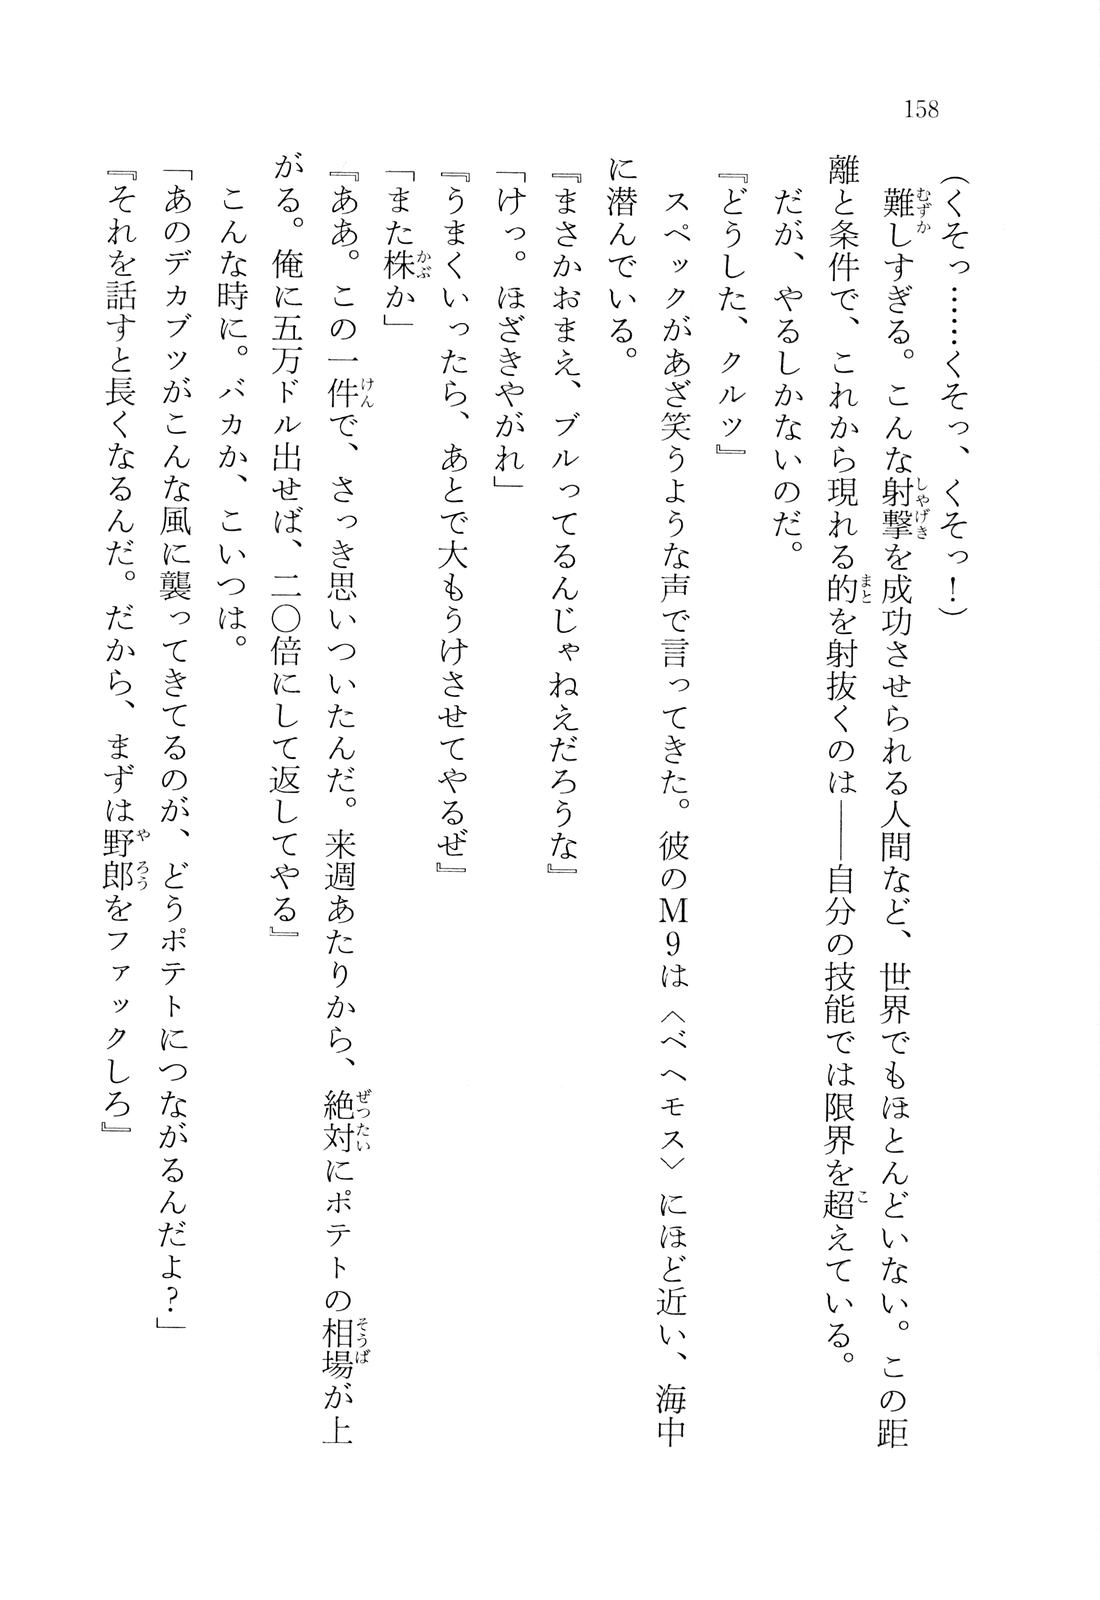 158
（くそっ……くそっ、くそっ！）
　難しすぎる。こんな射撃を成功させられる人間など、世界でもほとんどいない。この距
離と条件で、これから現れる的を射抜くのは――自分の技能では限界を超えている。
　だが、やるしかないのだ。
『どうした、クルツ』
　スペックがあざ笑うような声で言ってきた。彼のM9は〈ベヘモス〉にほど近い、海中
に潜んでいる。
『まさかおまえ、ブルってるんじゃねえだろうな』
「けっ。ほざきやがれ」
『うまくいったら、あとで大もうけさせてやるぜ』
「また株か」
『ああ。この一件で、さっき思いついたんだ。来週あたりから、絶対にポテトの相場が上
がる。俺に五万ドル出せば、二〇倍にして返してやる』
　こんな時に。バカか、こいつは。
「あのデカブツがこんな風に襲ってきてるのが、どうポテトにつながるんだよ？」
『それを話すと長くなるんだ。だから、まずは野郎をファックしろ』